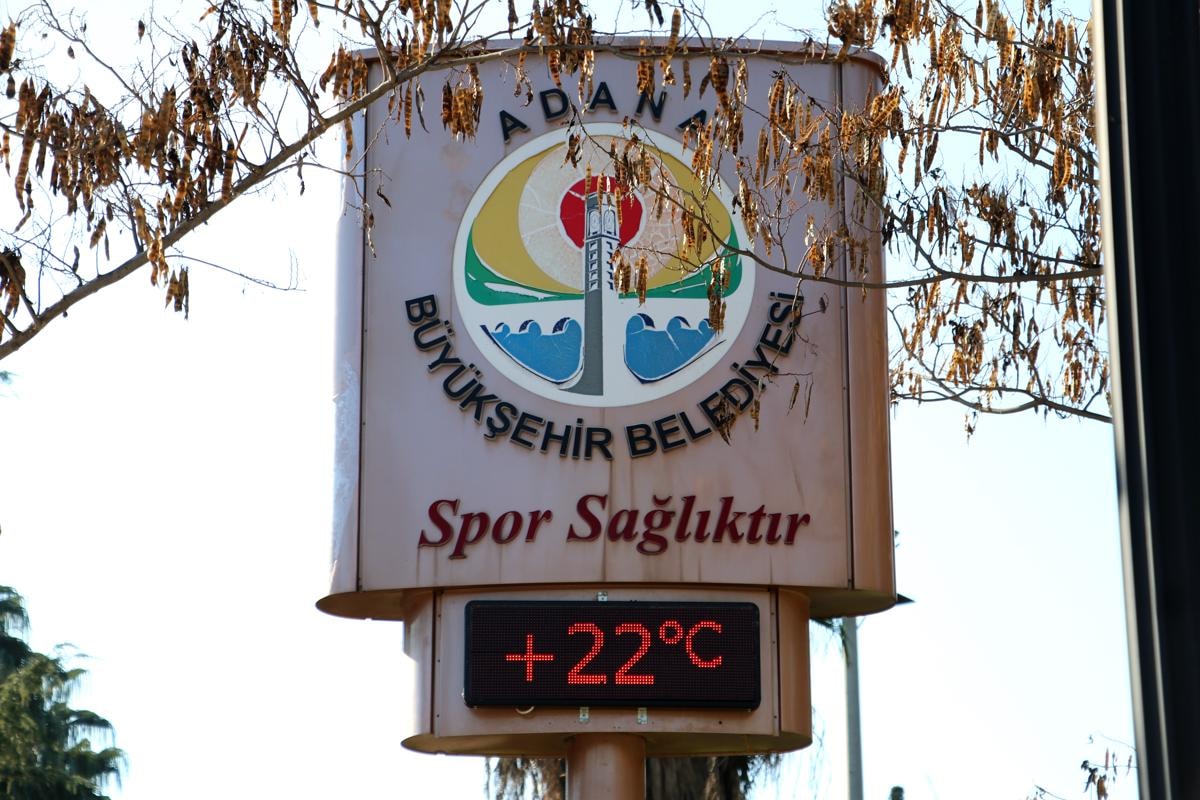 ADANA
BÜYÜKŞEHİR BELEDİYESİ
Spor Sağlıktır
+22°C